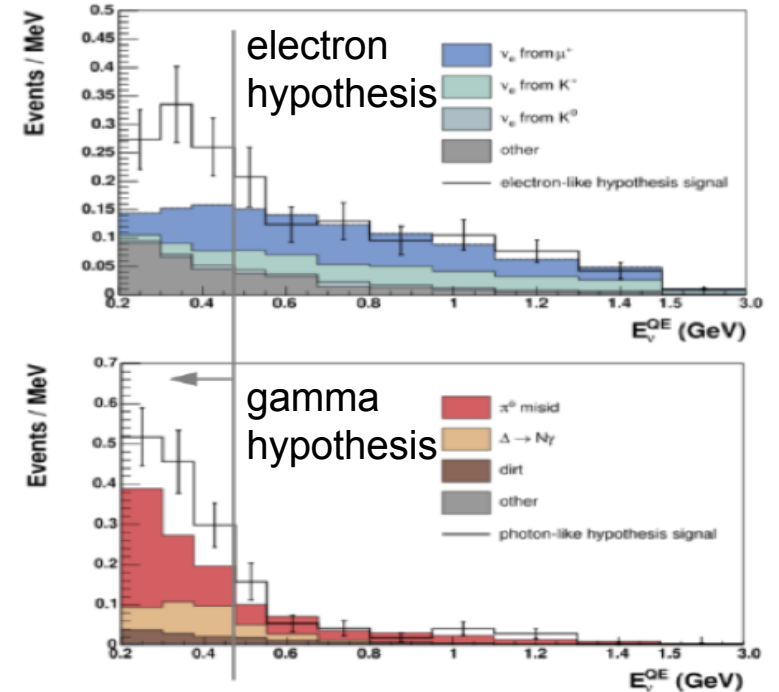 0.5
electron
hypothesis
Events / MeV
0.45
0.4
0.35
0.3
0.25
0.2
0.15
0.1
0.05
0
νₑ from μ⁺
νₑ from K⁺
νₑ from K⁰
other
electron-like hypothesis signal
0.2 0.4 0.6 0.8 1 1.2 1.4 1.5 3.0
E_ν^QE (GeV)
0.7
gamma
hypothesis
Events / MeV
0.6
0.5
0.4
0.3
0.2
0.1
0
π⁰ misid
Δ → Nγ
dirt
other
photon-like hypothesis signal
0.2 0.4 0.6 0.8 1 1.2 1.4 1.5 3.0
E_ν^QE (GeV)